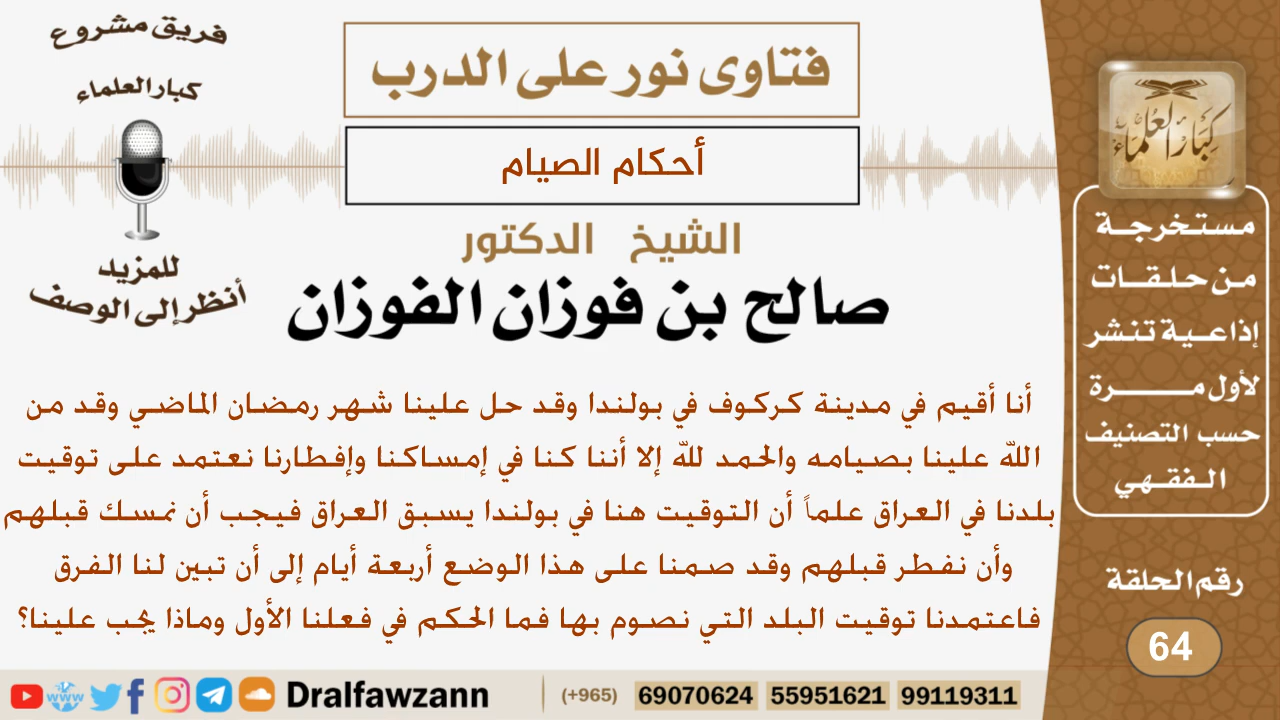 فريق مشروع
كبار العلماء
للمزيد
أنظر إلى الوصف
فتاوى نور على الدرب
أحكام الصيام
الشيخ الدكتور
صالح بن فوزان الفوزان
أنا أقيم في مدينة كركوف في بولندا وقد حل علينا شهر رمضان الماضي وقد من
الله علينا بصيامه والحمد لله إلا أننا كنا في إمساكنا وإفطارنا نعتمد على توقيت
بلدنا في العراق علماً أن التوقيت هنا في بولندا يسبق العراق فيجب أن نمسك قبلهم
وأن نفطر قبلهم وقد صمنا على هذا الوضع أربعة أيام إلى أن تبين لنا الفرق
فاعتمدنا توقيت البلد التي نصوم بها فما الحكم في فعلنا الأول وماذا يجب علينا؟
كبار العلماء
مستخرجة
من حلقات
إذاعية تنشر
لأول مرة
حسب التصنيف
الفقهي
رقم الحلقة
64
www
Dralfawzann
(+965) 69070624 55951621 99119311